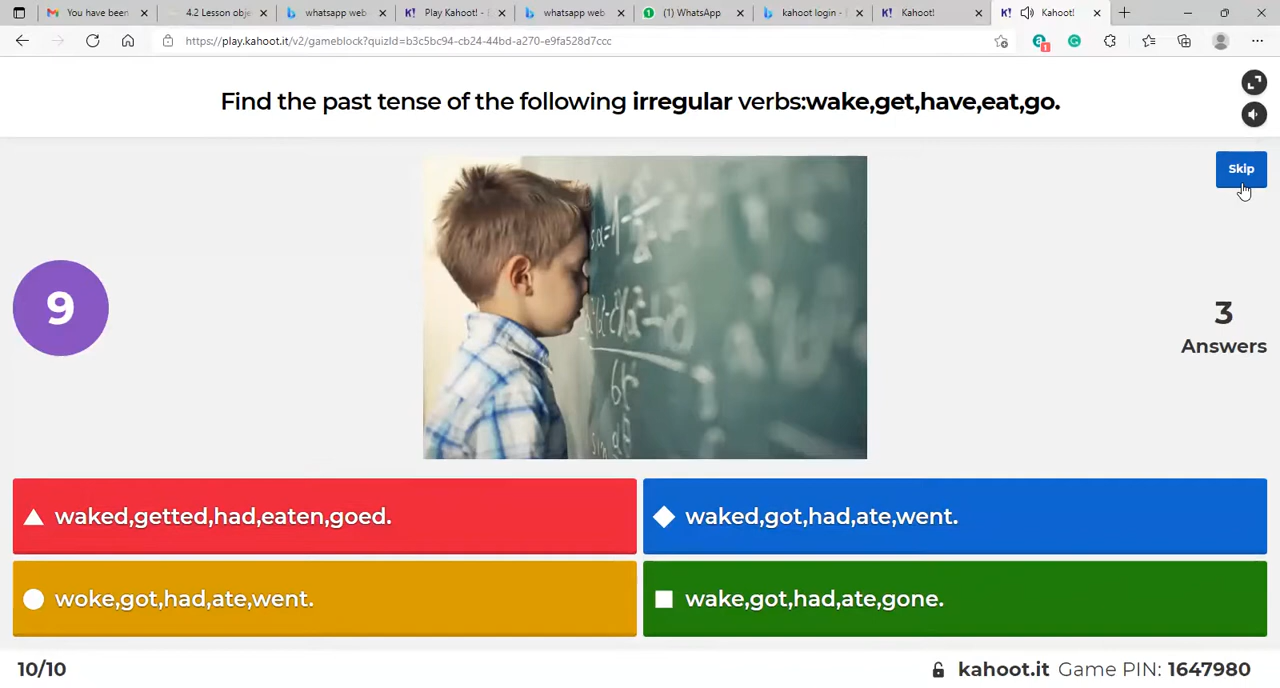 You have been
4.2 Lesson obje
whatsapp web
Play Kahoot! - E
whatsapp web
(1) WhatsApp
kahoot login - B
Kahoot!
Kahoot!
https://play.kahoot.it/v2/gameblock?quizId=b3c5bc94-cb24-44bd-a270-e9fa528d7ccc
Find the past tense of the following irregular verbs:wake,get,have,eat,go.
Skip
9
3
Answers
waked,getted,had,eaten,goed.
waked,got,had,ate,went.
woke,got,had,ate,went.
wake,got,had,ate,gone.
10/10
kahoot.it Game PIN: 1647980